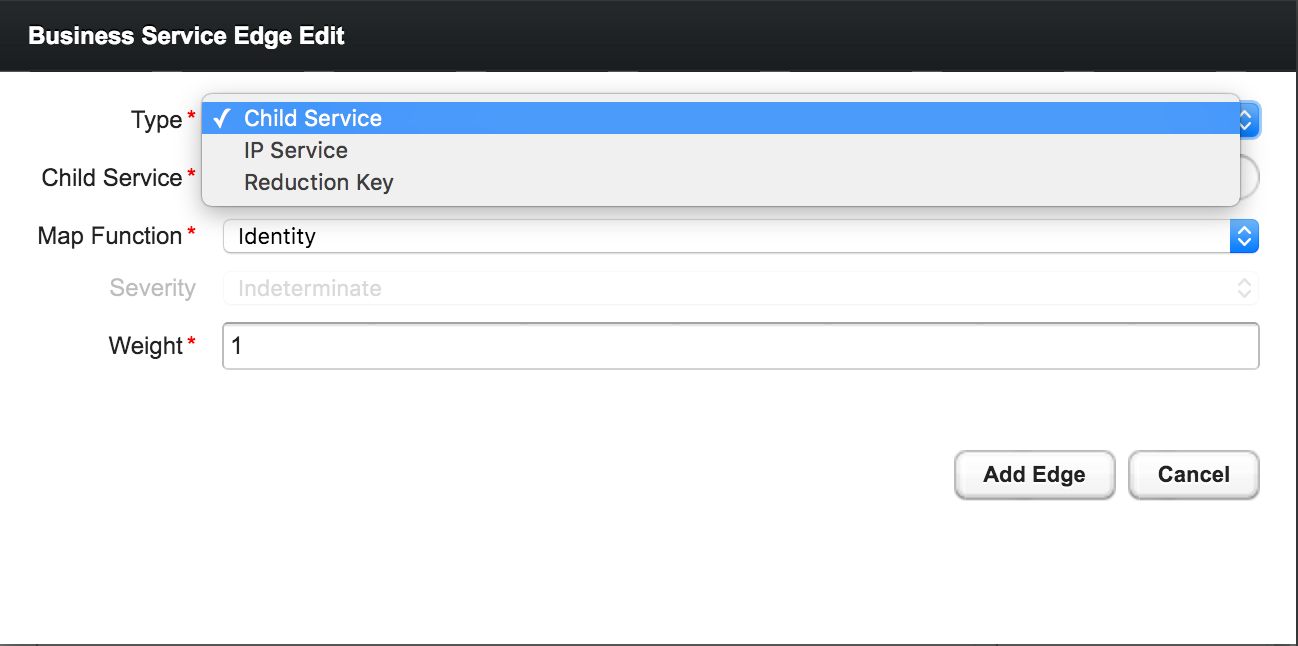 Business Service Edge Edit
Type* ✓ Child Service
IP Service
Child Service*
Reduction Key
Map Function* Identity
Severity Indeterminate
Weight* 1
Add Edge Cancel